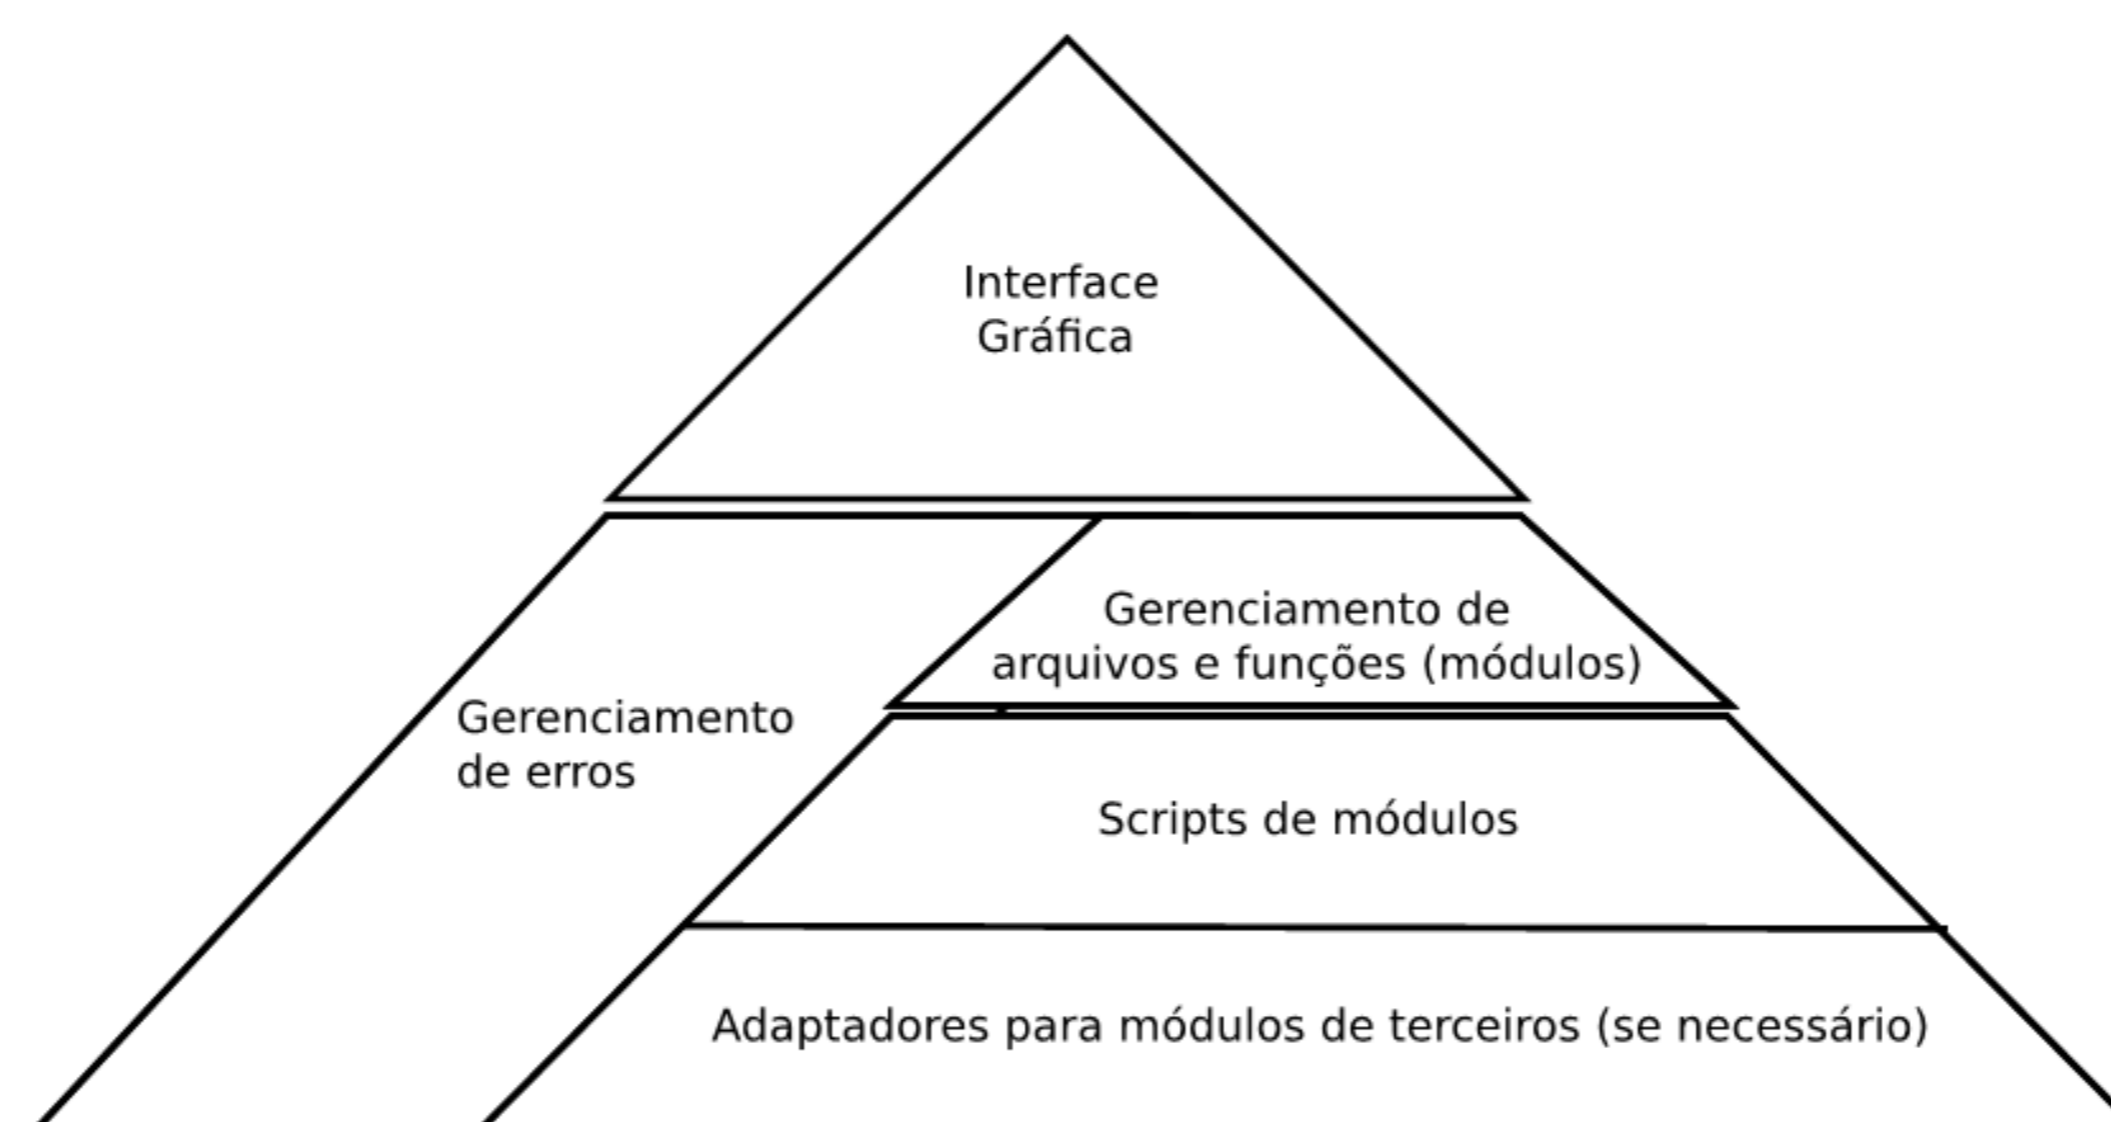 Interface
Gráfica
Gerenciamento de
arquivos e funções (módulos)
Gerenciamento
de erros
Scripts de módulos
Adaptadores para módulos de terceiros (se necessário)